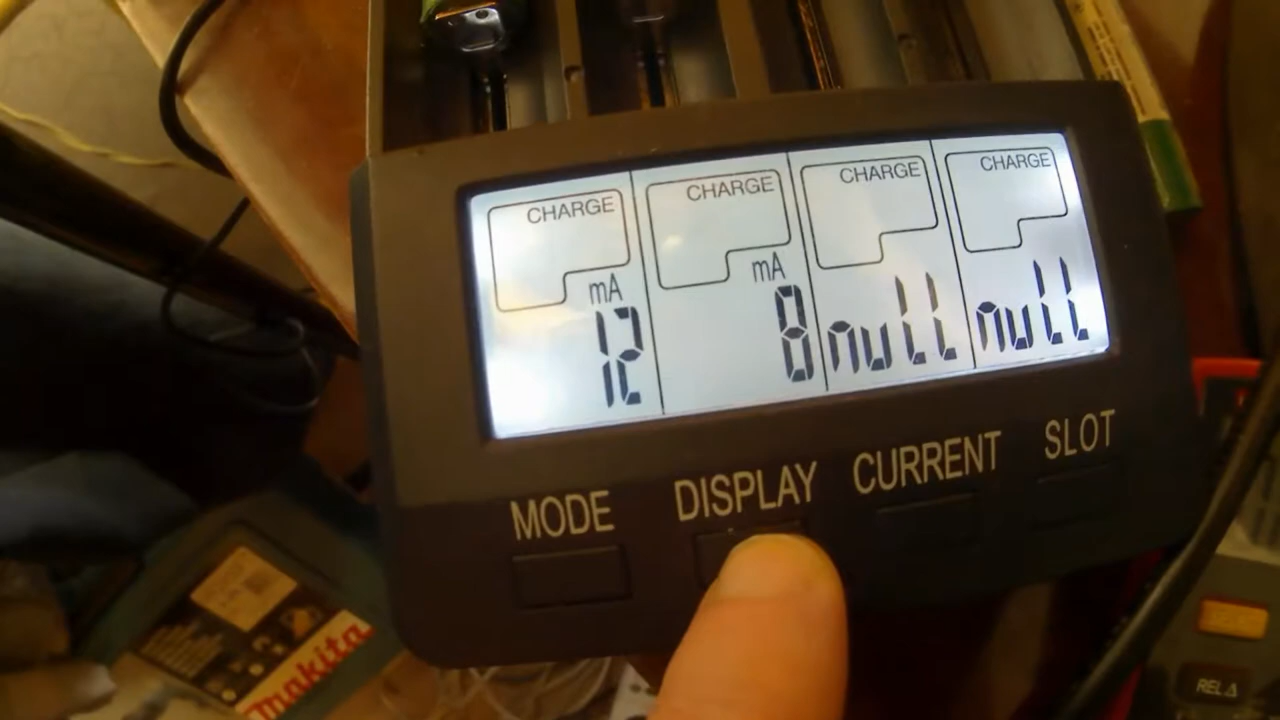 CHARGE CHARGE CHARGE CHARGE
mA mA
12 8 null null
MODE DISPLAY CURRENT SLOT
makita
REL Δ